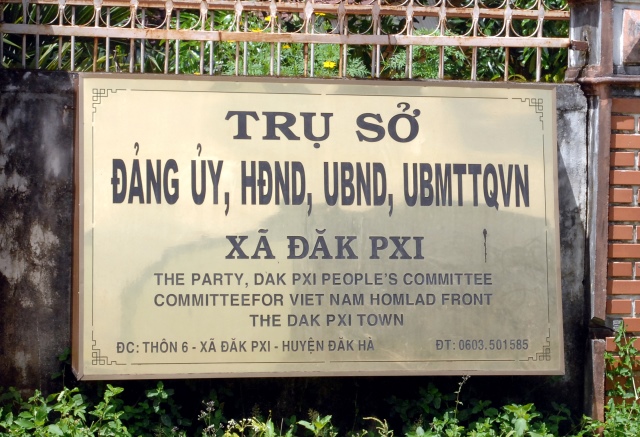 TRỤ SỞ
ĐẢNG ỦY, HĐND, UBND, UBMTTQVN
XÃ ĐĂK PXI
THE PARTY, DAK PXI PEOPLE'S COMMITTEE
COMMITTEEFOR VIET NAM HOMLAD FRONT
THE DAK PXI TOWN
ĐC: THÔN 6 - XÃ ĐĂK PXI - HUYỆN ĐĂK HÀ ĐT: 0603.501585